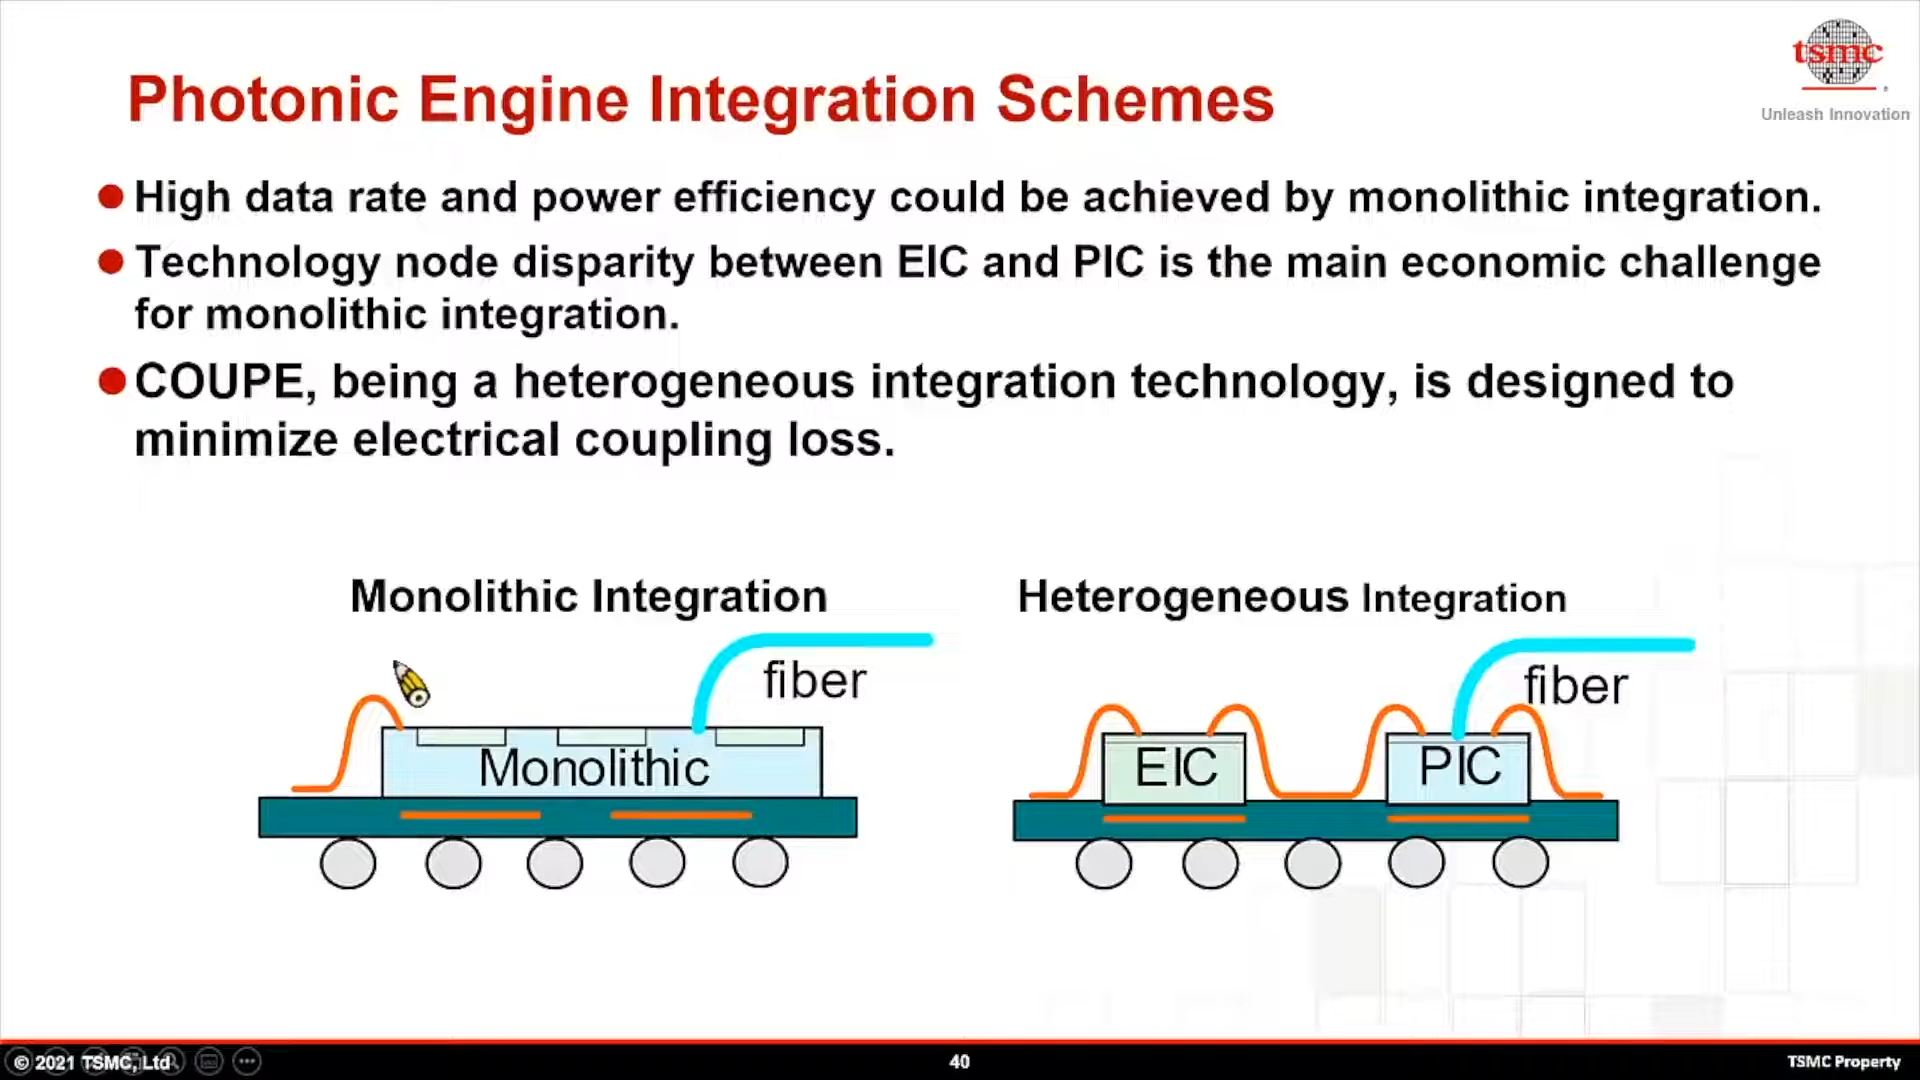 tsmc
Unleash Innovation
Photonic Engine Integration Schemes
High data rate and power efficiency could be achieved by monolithic integration.
Technology node disparity between EIC and PIC is the main economic challenge
for monolithic integration.
COUPE, being a heterogeneous integration technology, is designed to
minimize electrical coupling loss.
Monolithic Integration
fiber
Monolithic
Heterogeneous Integration
fiber
EIC
PIC
© 2021 TSMC, Ltd
40
TSMC Property